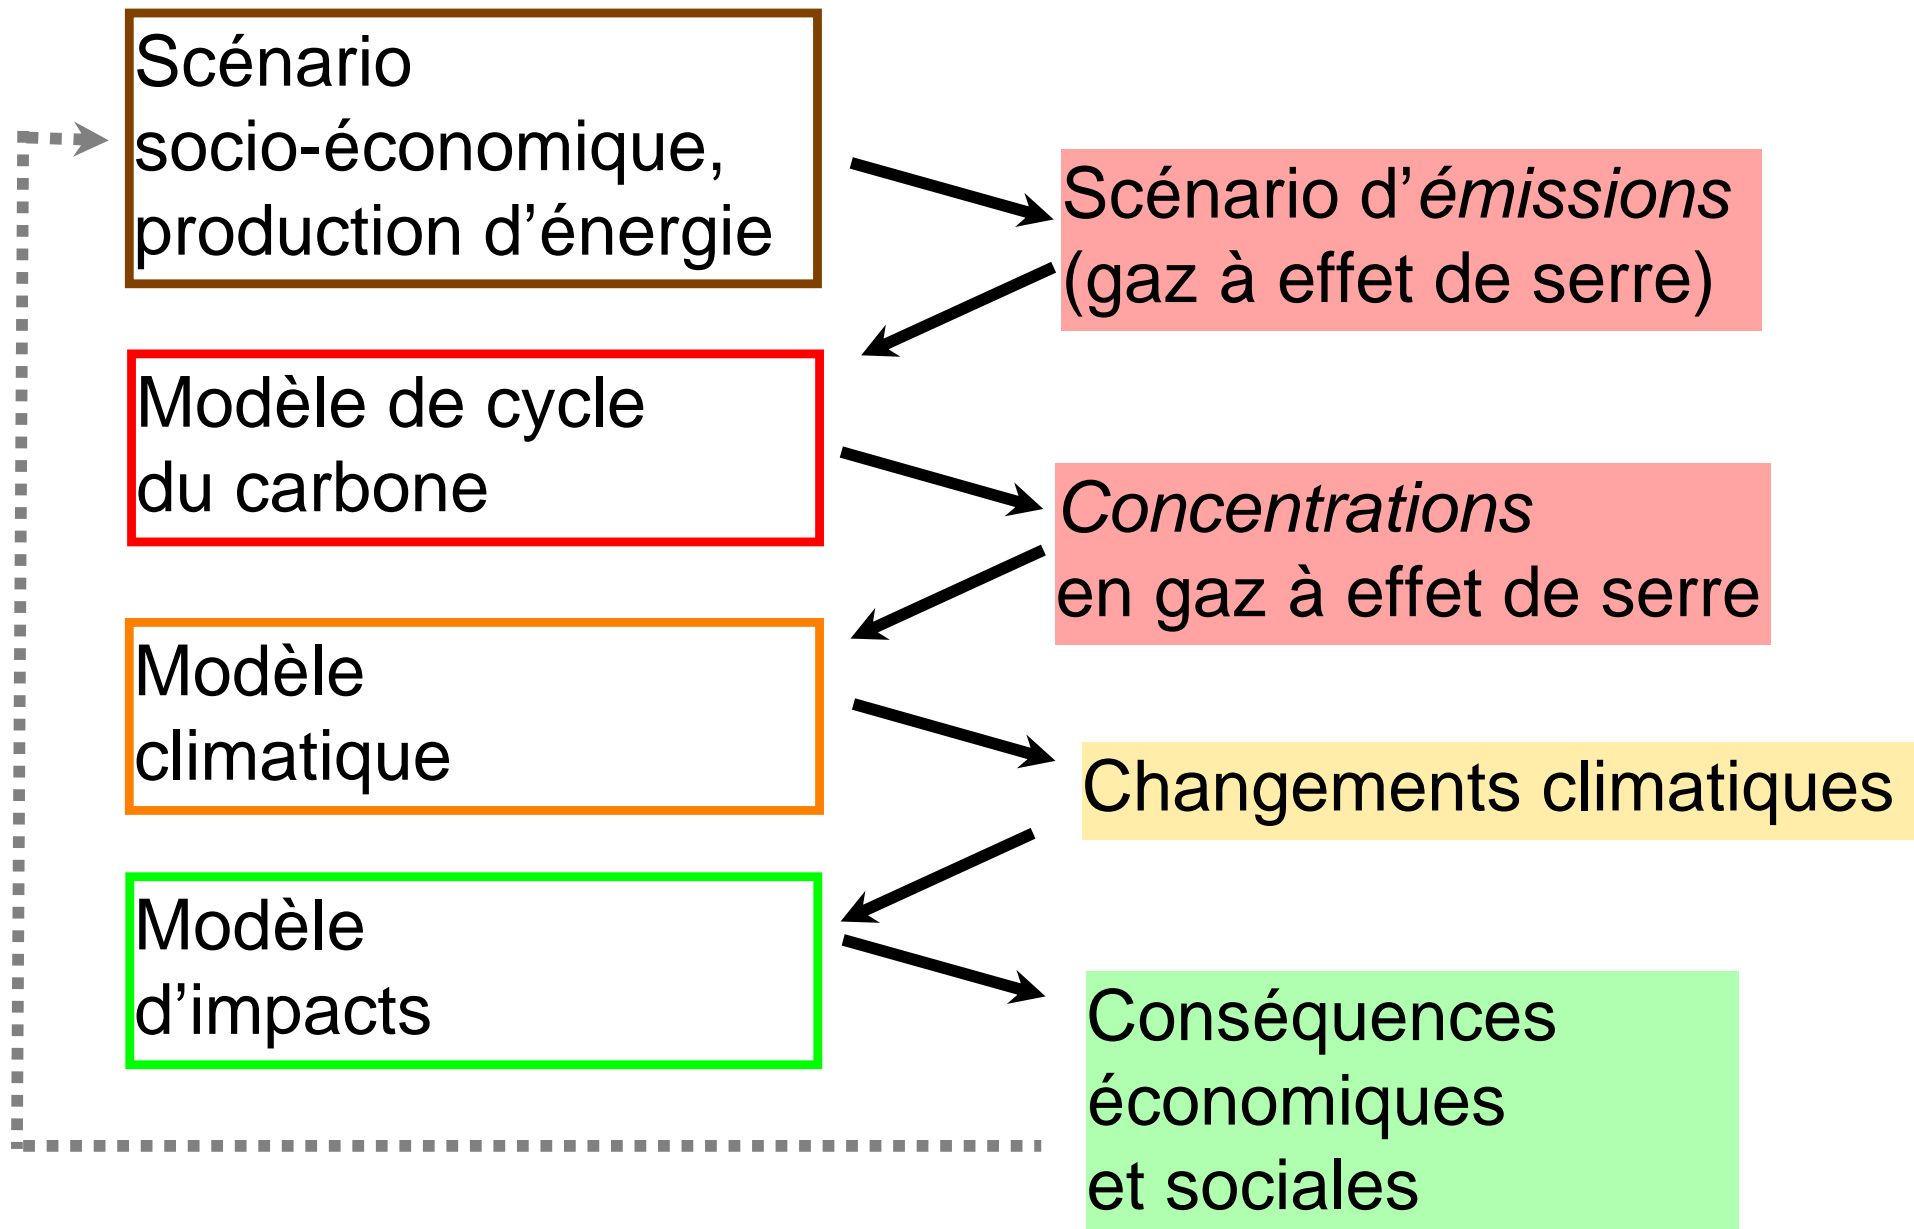 Scénario
socio-économique,
production d’énergie
Scénario d’émissions
(gaz à effet de serre)
Modèle de cycle
du carbone
Concentrations
en gaz à effet de serre
Modèle
climatique
Changements climatiques
Modèle
d’impacts
Conséquences
économiques
et sociales